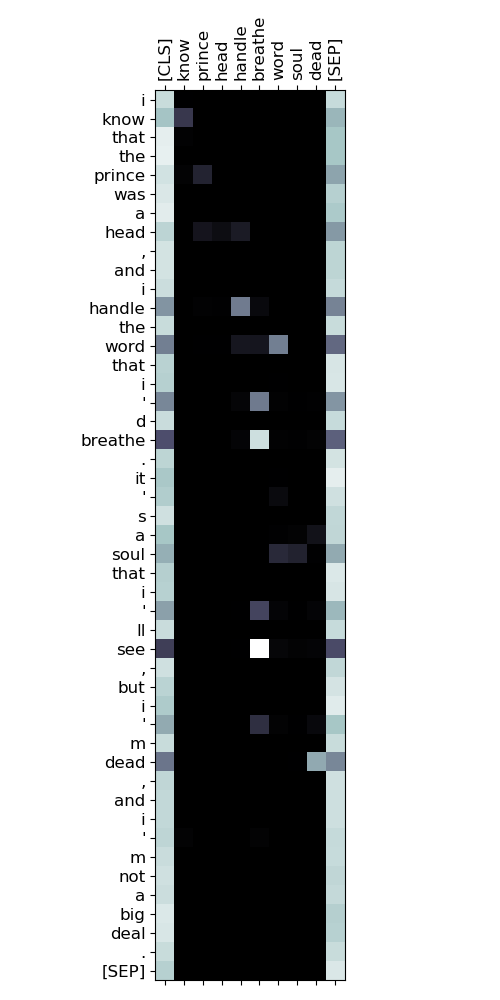 [CLS] know prince head handle breathe word soul dead [SEP]
i
know
that
the
prince
was
a
head
,
and
i
handle
the
word
that
i
'
d
breathe
.
it
'
s
a
soul
that
i
'
ll
see
,
but
i
'
m
dead
,
and
i
'
m
not
a
big
deal
.
[SEP]